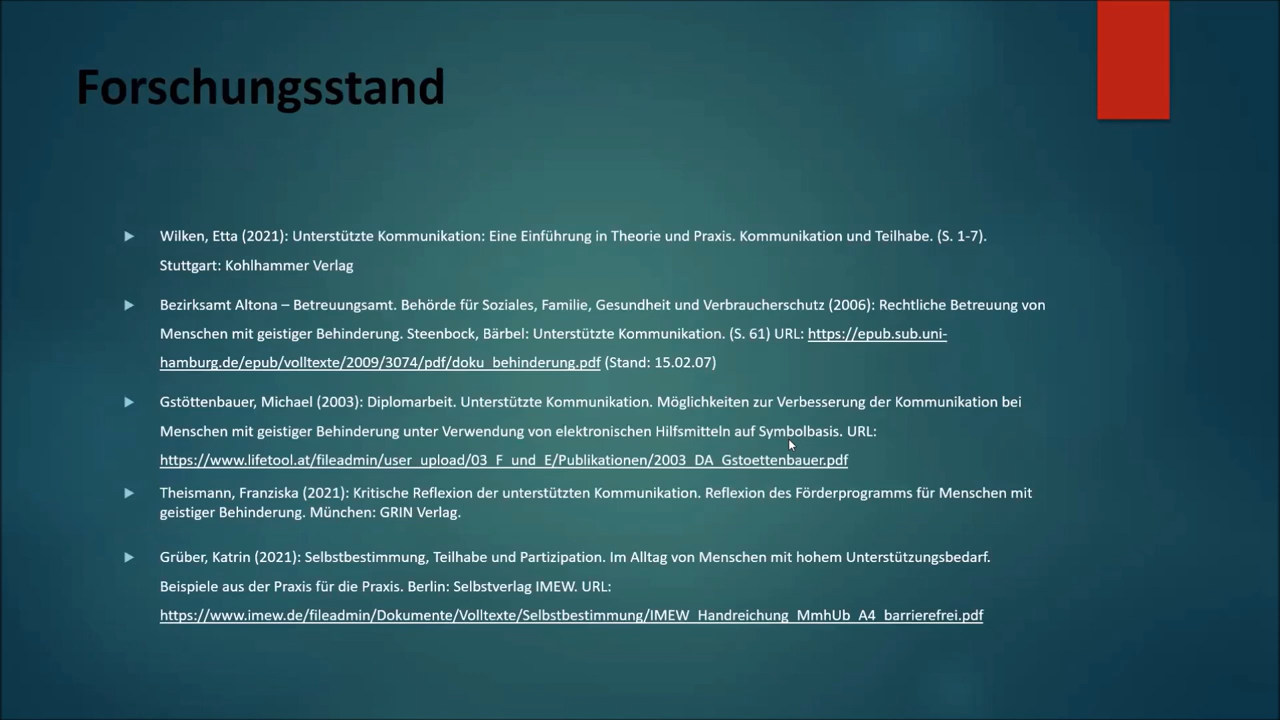 Forschungsstand
Wilken, Etta (2021): Unterstützte Kommunikation: Eine Einführung in Theorie und Praxis. Kommunikation und Teilhabe. (S. 1-7).
Stuttgart: Kohlhammer Verlag
Bezirksamt Altona – Betreuungsamt. Behörde für Soziales, Familie, Gesundheit und Verbraucherschutz (2006): Rechtliche Betreuung von
Menschen mit geistiger Behinderung. Steenbock, Bärbel: Unterstützte Kommunikation. (S. 61) URL: https://epub.sub.uni-
hamburg.de/epub/volltexte/2009/3074/pdf/doku_behinderung.pdf (Stand: 15.02.07)
Gstöttenbauer, Michael (2003): Diplomarbeit. Unterstützte Kommunikation. Möglichkeiten zur Verbesserung der Kommunikation bei
Menschen mit geistiger Behinderung unter Verwendung von elektronischen Hilfsmitteln auf Symbolbasis. URL:
https://www.lifetool.at/fileadmin/user_upload/03_F_und_E/Publikationen/2003_DA_Gstoettenbauer.pdf
Theismann, Franziska (2021): Kritische Reflexion der unterstützten Kommunikation. Reflexion des Förderprogramms für Menschen mit
geistiger Behinderung. München: GRIN Verlag.
Grüber, Katrin (2021): Selbstbestimmung, Teilhabe und Partizipation. Im Alltag von Menschen mit hohem Unterstützungsbedarf.
Beispiele aus der Praxis für die Praxis. Berlin: Selbstverlag IMEW. URL:
https://www.imew.de/fileadmin/Dokumente/Volltexte/Selbstbestimmung/IMEW_Handreichung_MmhUb_A4_barrierefrei.pdf